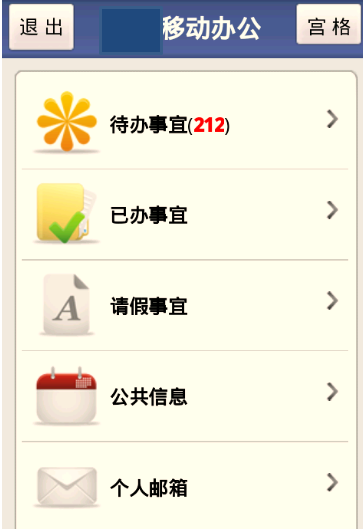 退出 移动办公 宫格
待办事宜(212)
已办事宜
请假事宜
A
公共信息
个人邮箱